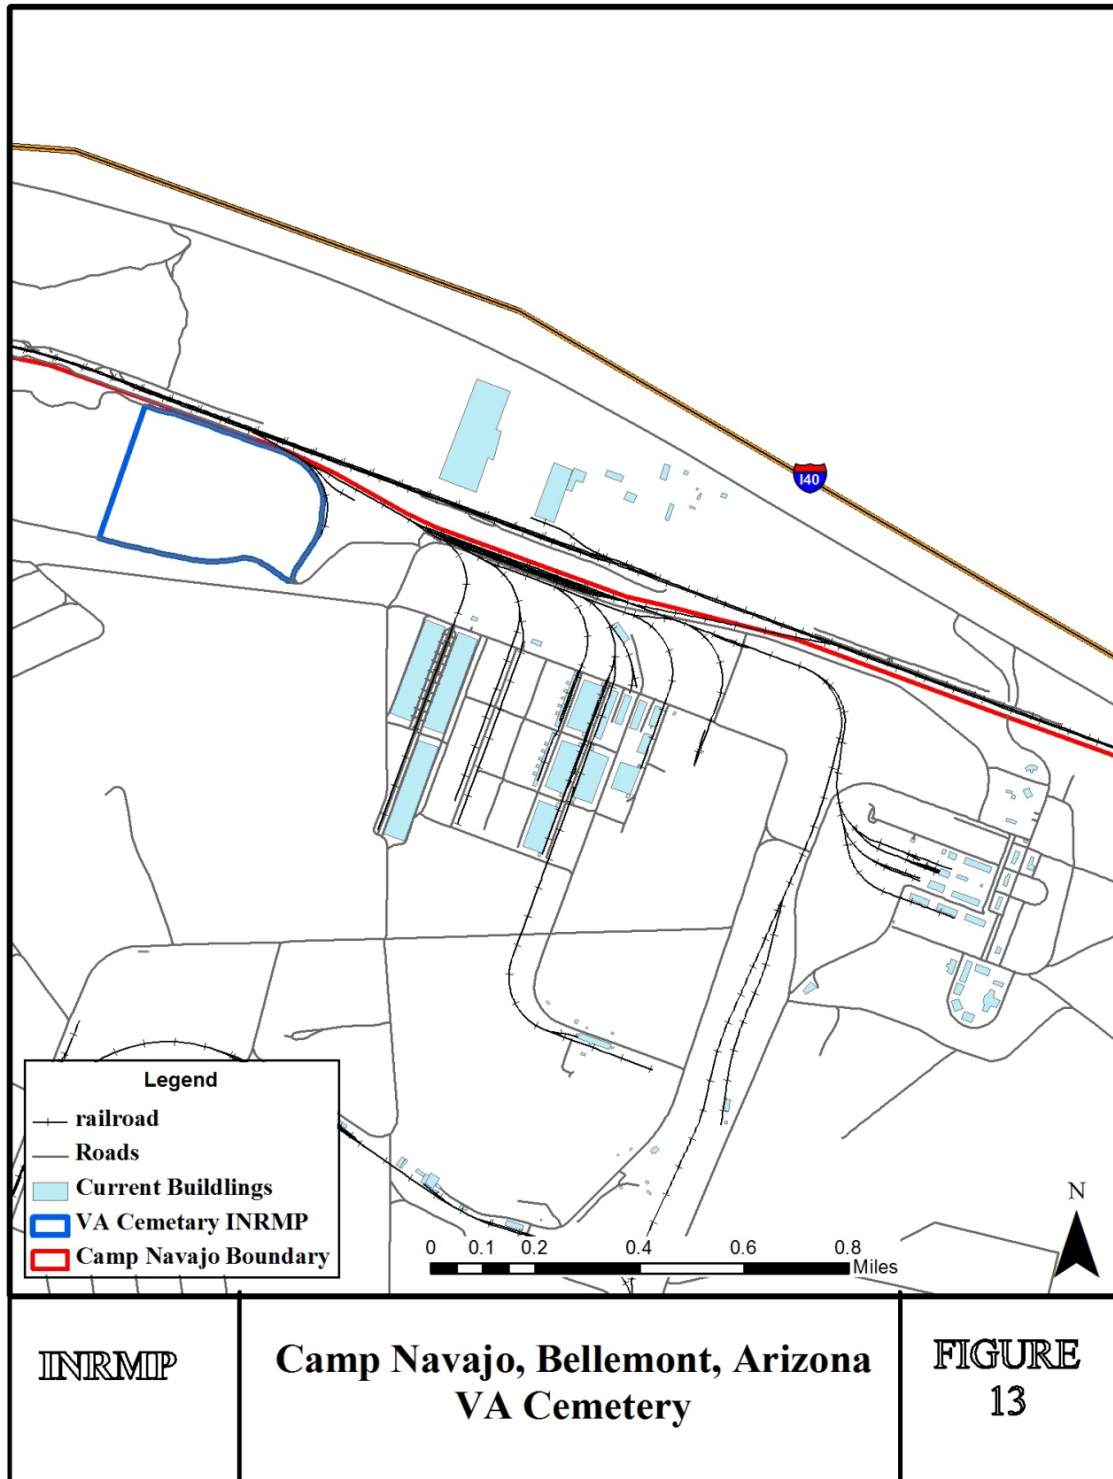 I40
Legend
railroad
Roads
Current Buildlings
VA Cemetary INRMP
Camp Navajo Boundary
N
0 0.1 0.2 0.4 0.6 0.8
Miles
INRMP
Camp Navajo, Bellemont, Arizona
VA Cemetery
FIGURE
13